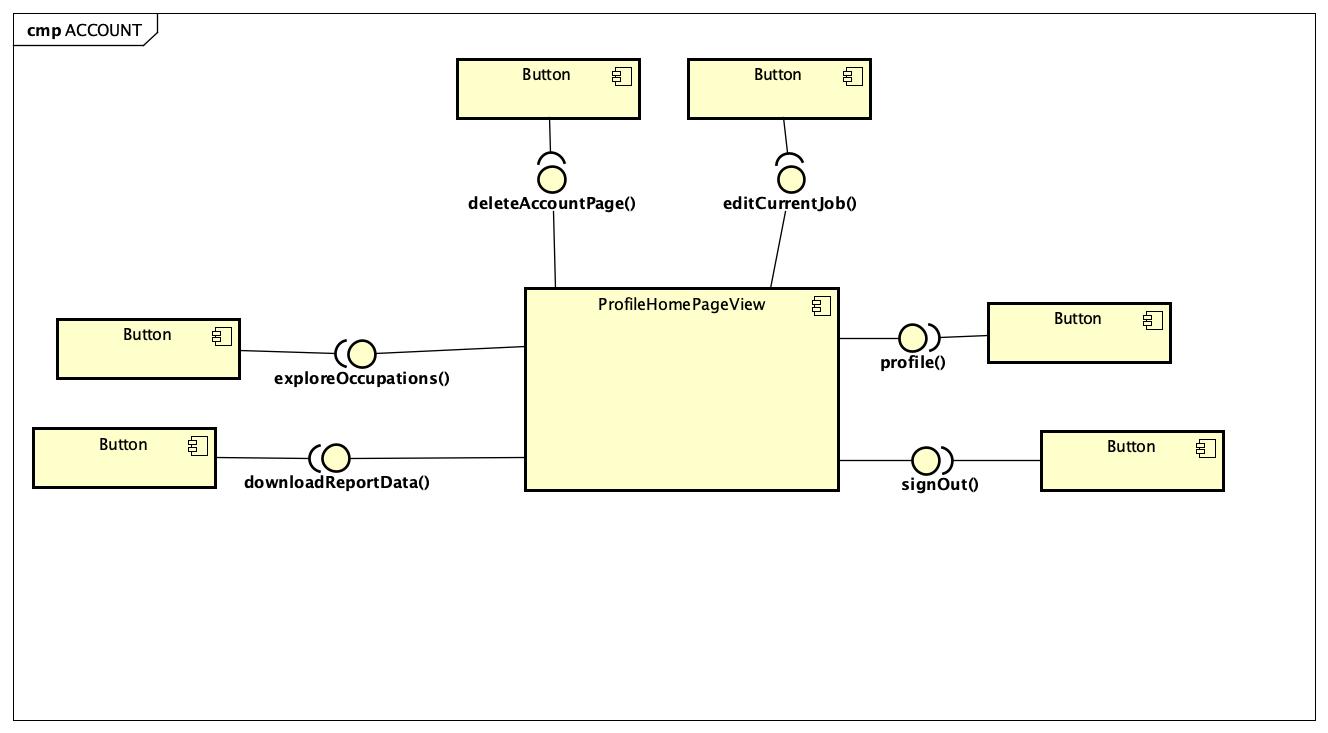 cmp ACCOUNT
Button
Button
deleteAccountPage()
editCurrentJob()
ProfileHomePageView
Button
Button
exploreOccupations()
profile()
Button
Button
downloadReportData()
signOut()